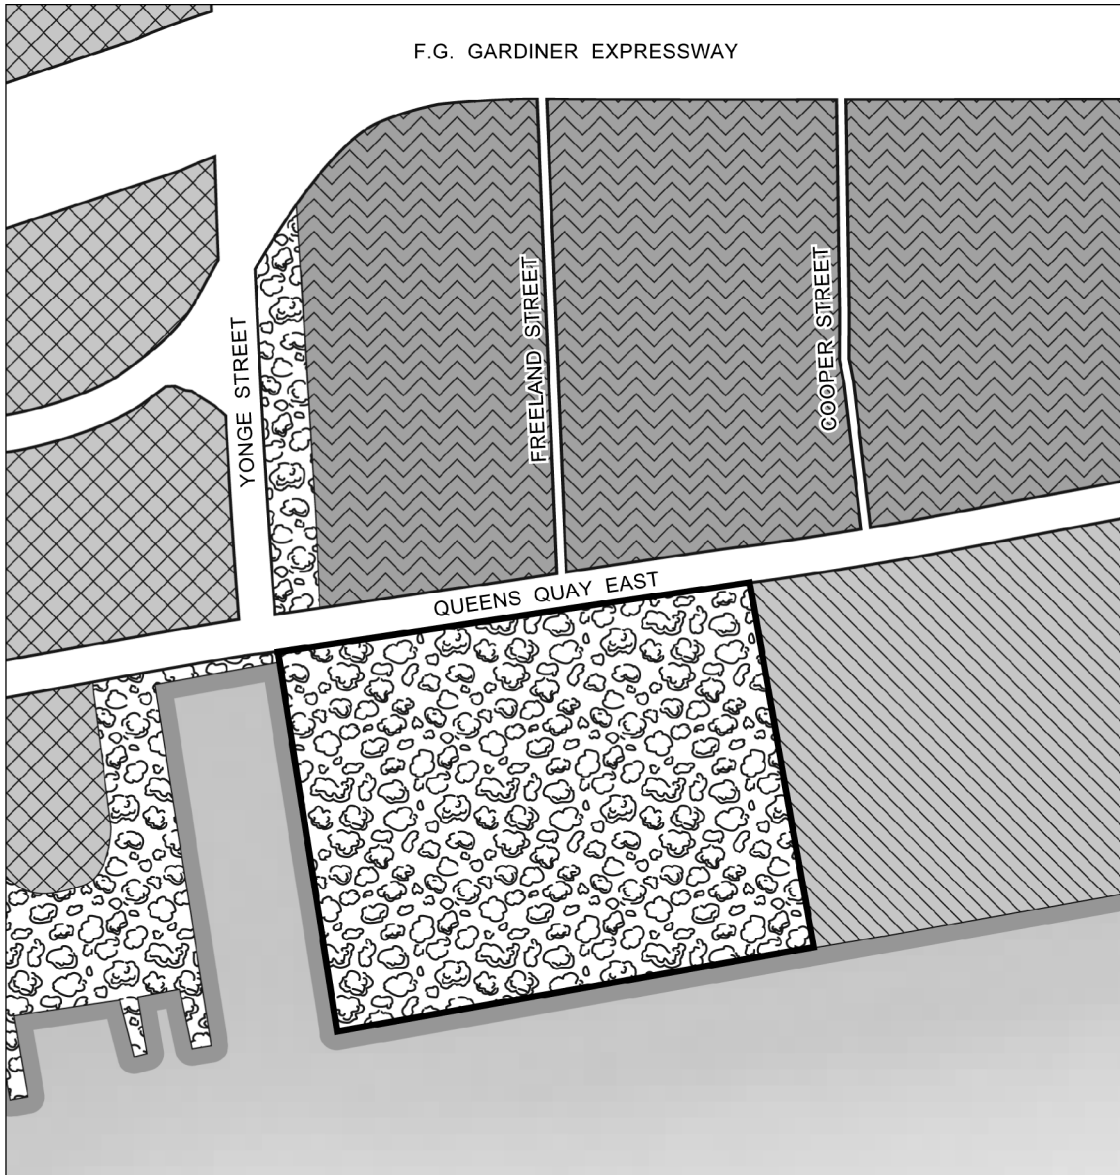 F.G. GARDINER EXPRESSWAY
YONGE STREET
FREELAND STREET
COOPER STREET
QUEENS QUAY EAST